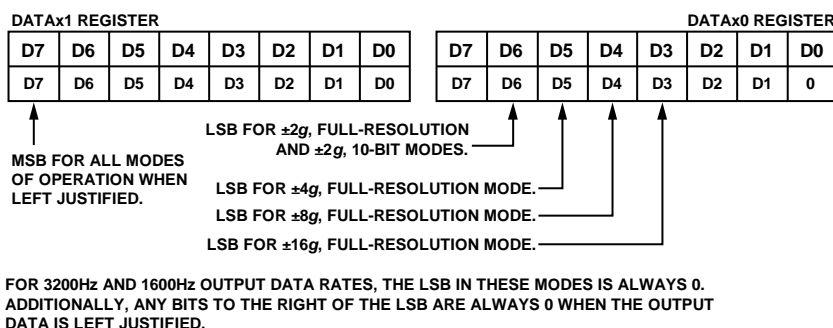 DATAx1 REGISTER DATAx0 REGISTER
D7 D6 D5 D4 D3 D2 D1 D0 D7 D6 D5 D4 D3 D2 D1 D0
D7 D6 D5 D4 D3 D2 D1 D0 D7 D6 D5 D4 D3 D2 D1 0
MSB FOR ALL MODES
OF OPERATION WHEN
LEFT JUSTIFIED.
LSB FOR ±2g, FULL-RESOLUTION
AND ±2g, 10-BIT MODES.
LSB FOR ±4g, FULL-RESOLUTION MODE.
LSB FOR ±8g, FULL-RESOLUTION MODE.
LSB FOR ±16g, FULL-RESOLUTION MODE.
FOR 3200Hz AND 1600Hz OUTPUT DATA RATES, THE LSB IN THESE MODES IS ALWAYS 0.
ADDITIONALLY, ANY BITS TO THE RIGHT OF THE LSB ARE ALWAYS 0 WHEN THE OUTPUT
DATA IS LEFT JUSTIFIED.